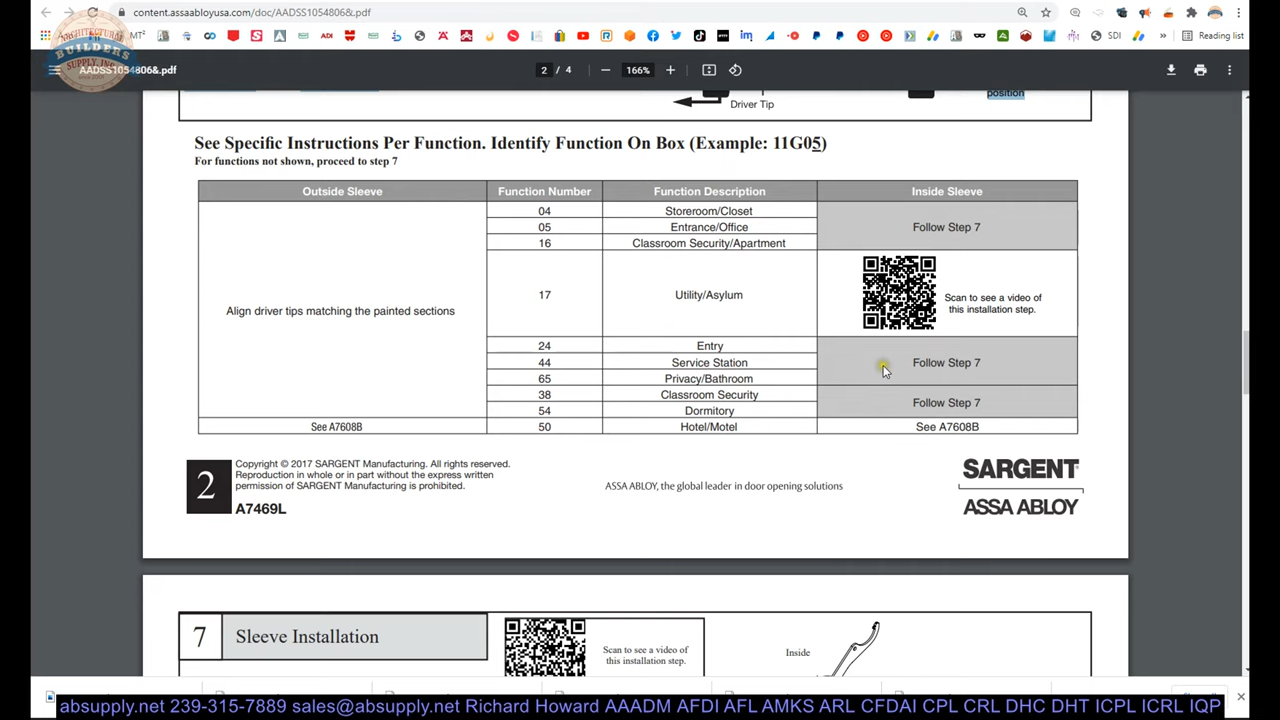 content.assaabloyusa.com/doc/AADSS1054806&.pdf
MT²
ADI
SDI
Reading list
ARCHITECTURAL
BUILDERS
SUPPLY, INC.
AADSS1054806&.pdf
2 / 4
166%
Driver Tip
position
See Specific Instructions Per Function. Identify Function On Box (Example: 11G05)
For functions not shown, proceed to step 7
Outside Sleeve Function Number Function Description Inside Sleeve
04 Storeroom/Closet
05 Entrance/Office Follow Step 7
16 Classroom Security/Apartment
Align driver tips matching the painted sections
17 Utility/Asylum
Scan to see a video of
this installation step.
24 Entry
44 Service Station Follow Step 7
65 Privacy/Bathroom
38 Classroom Security
Follow Step 7
54 Dormitory
See A7608B 50 Hotel/Motel See A7608B
2
Copyright © 2017 SARGENT Manufacturing. All rights reserved.
Reproduction in whole or in part without the express written
permission of SARGENT Manufacturing is prohibited.
A7469L
ASSA ABLOY, the global leader in door opening solutions
SARGENT
ASSA ABLOY
7 Sleeve Installation
Scan to see a video of
this installation step.
Inside
absupply.net 239-315-7889 sales@absupply.net Richard Howard AAADM AFDI AFL AMKS ARL CFDAI CPL CRL DHC DHT ICPL ICRL IQP